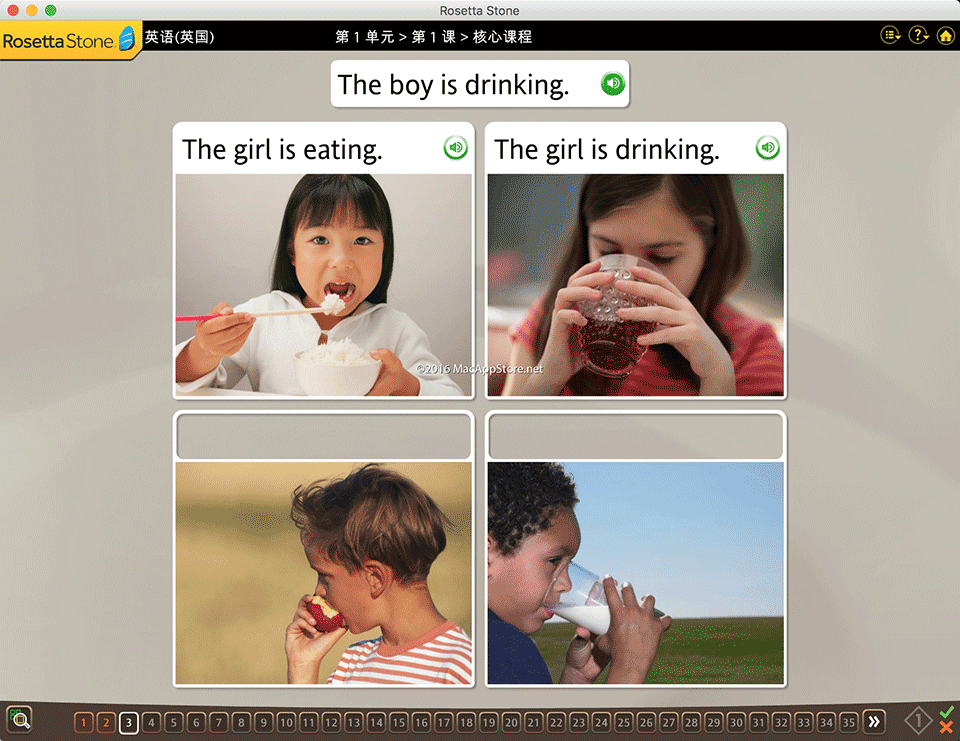 Rosetta Stone
RosettaStone
英语(英国)
第 1 单元 > 第 1 课 > 核心课程
The boy is drinking.
The girl is eating.
The girl is drinking.
©2016 MacAppStore.net
1 2 3 4 5 6 7 8 9 10 11 12 13 14 15 16 17 18 19 20 21 22 23 24 25 26 27 28 29 30 31 32 33 34 35 »
1